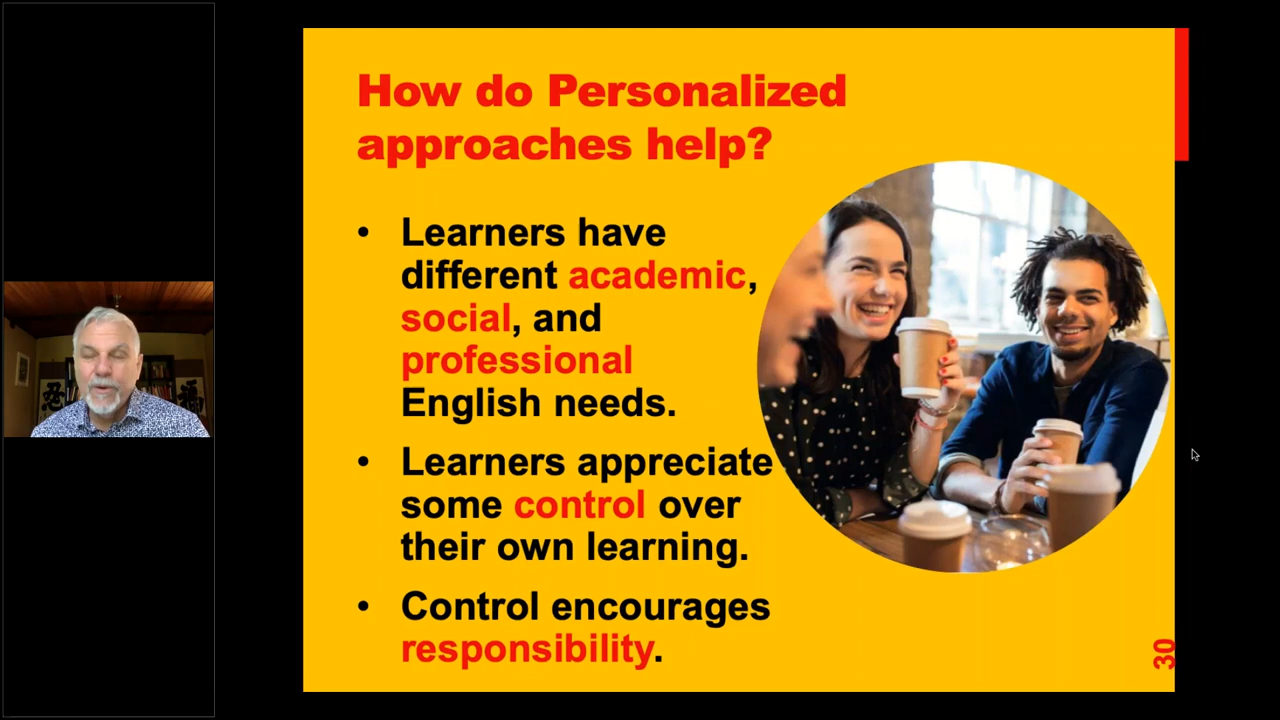 How do Personalized
approaches help?
• Learners have
different academic,
social, and
professional
English needs.
• Learners appreciate
some control over
their own learning.
• Control encourages
responsibility.
30
忍